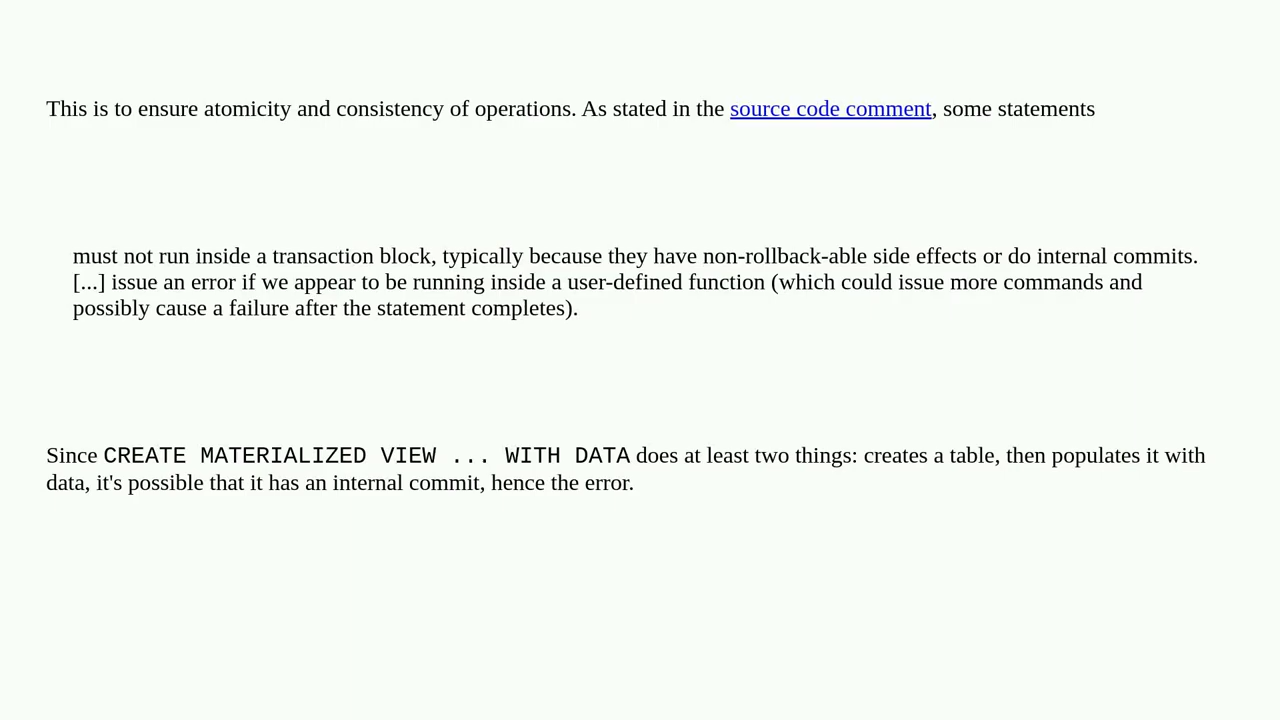 This is to ensure atomicity and consistency of operations. As stated in the source code comment, some statements
must not run inside a transaction block, typically because they have non-rollback-able side effects or do internal commits.
[...] issue an error if we appear to be running inside a user-defined function (which could issue more commands and
possibly cause a failure after the statement completes).
Since CREATE MATERIALIZED VIEW ... WITH DATA does at least two things: creates a table, then populates it with
data, it's possible that it has an internal commit, hence the error.